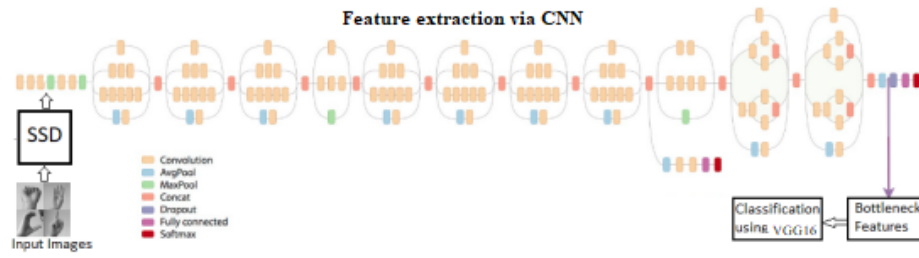 Feature extraction via CNN
SSD
Input Images
Convolution
AvgPool
MaxPool
Concat
Dropout
Fully connected
Softmax
Classification
using VGG16
Bottleneck
Features